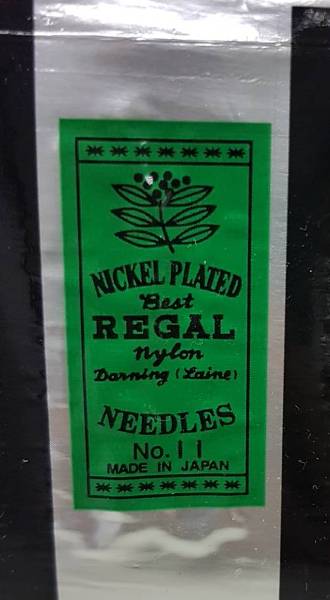 NICKEL PLATED
Best
REGAL
Nylon
Darning (Laine)
NEEDLES
No. 11
MADE IN JAPAN